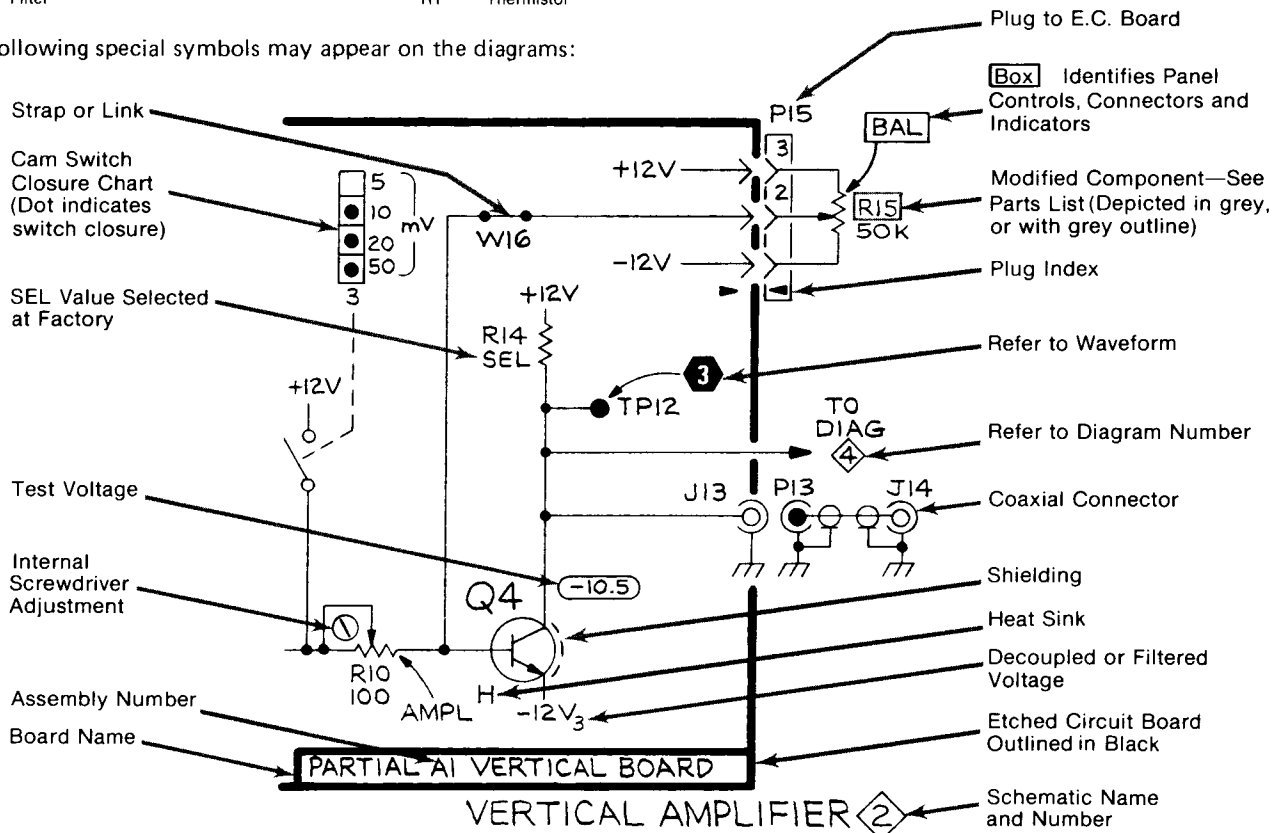 Thermistor
ollowing special symbols may appear on the diagrams:
Plug to E.C. Board
Box Identifies Panel
Controls, Connectors and
Indicators
Modified Component—See
Parts List (Depicted in grey,
or with grey outline)
Plug Index
Refer to Waveform
Refer to Diagram Number
Coaxial Connector
Shielding
Heat Sink
Decoupled or Filtered
Voltage
Etched Circuit Board
Outlined in Black
Schematic Name
and Number
Strap or Link
Cam Switch
Closure Chart
(Dot indicates
switch closure)
SEL Value Selected
at Factory
Test Voltage
Internal
Screwdriver
Adjustment
Assembly Number
Board Name
5
10
20
50
mV
3
+12V
W16
+12V
R14
SEL
+12V
-12V
P15
3
2
BAL
R15
50K
3
TP12
TO
DIAG
4
J13
P13
J14
-10.5
Q4
R10
100
AMPL
H
-12V3
PARTIAL A1 VERTICAL BOARD
VERTICAL AMPLIFIER 2